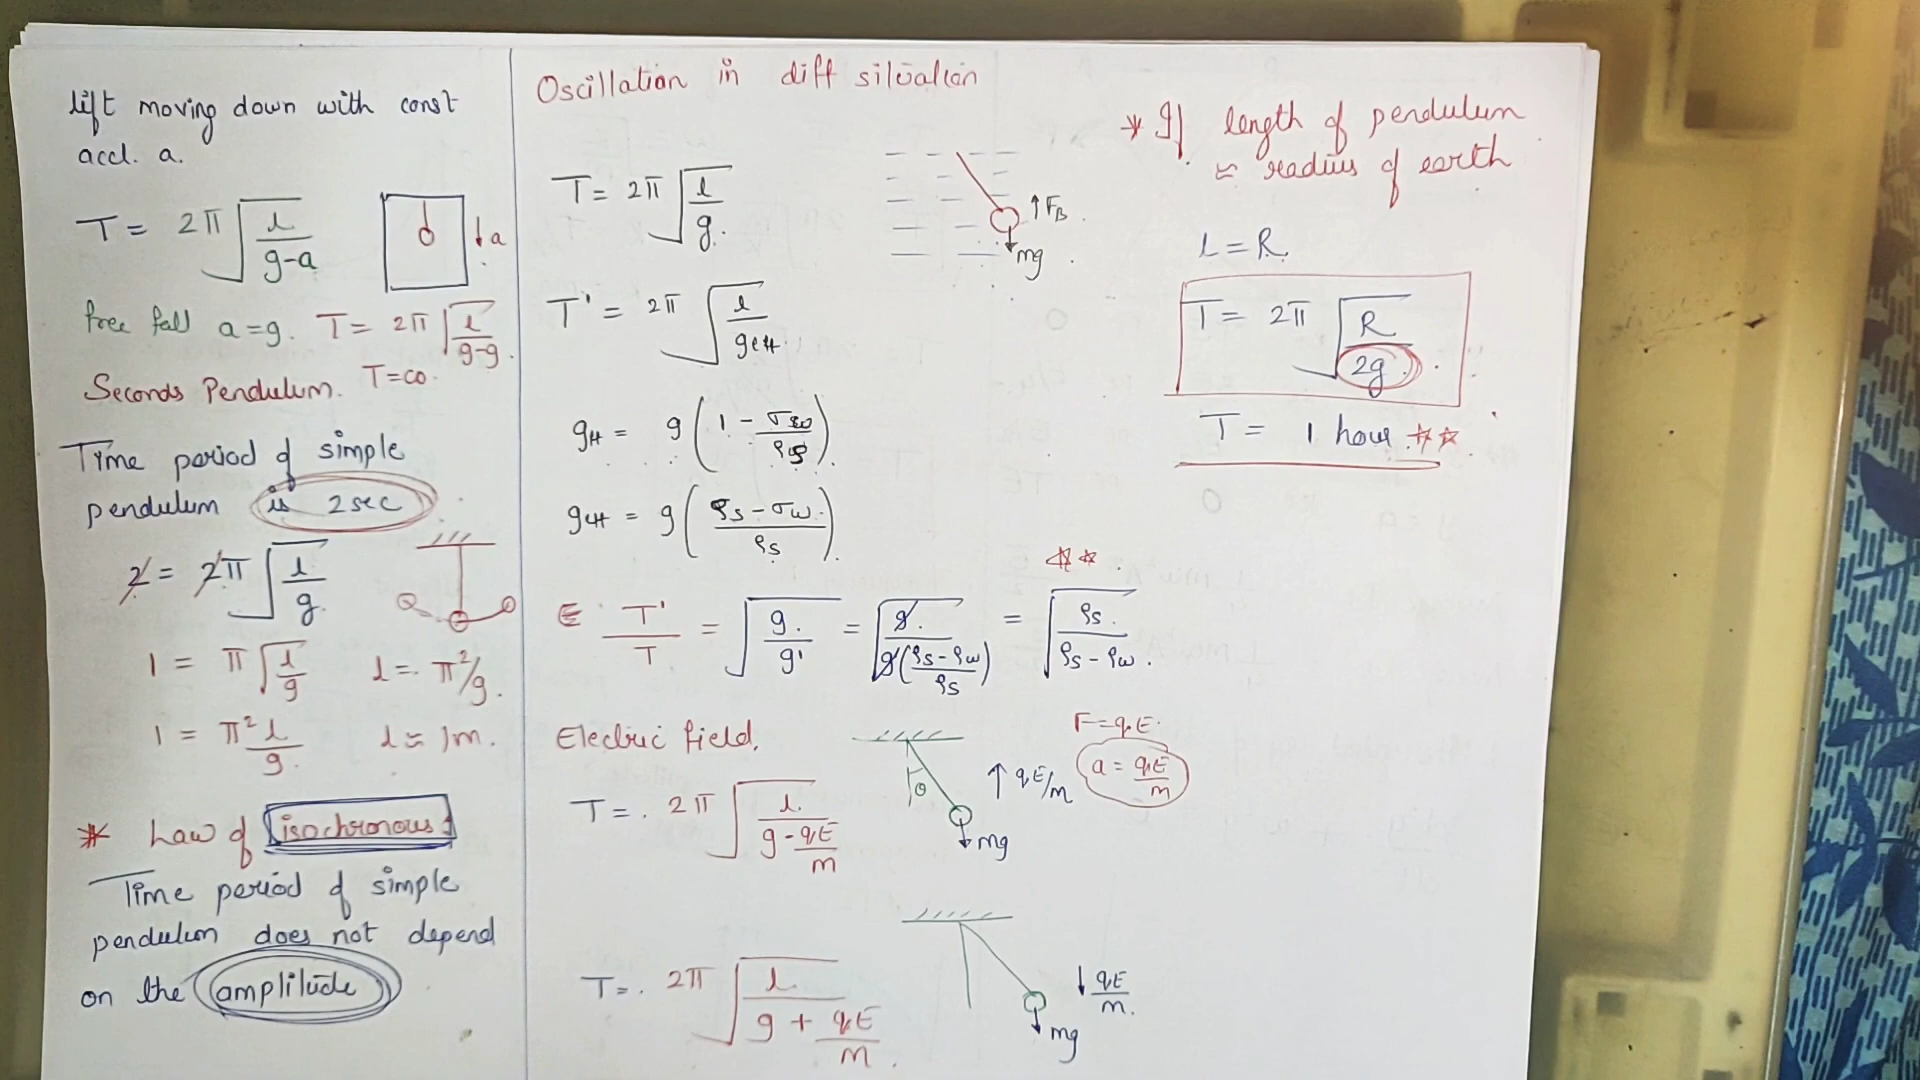 lift moving down with const
accl. a.
T = 2π √(l/(g-a))
↓a
free fall a=g. T = 2π √(l/(g-g)).
Seconds Pendulum. T=∞.
Time period of simple
pendulum is 2sec
2 = 2π √(l/g)
1 = π √(l/g) l = π²/g.
1 = π² l/g. l ≈ 1m.
* Law of isochronous:
Time period of simple
pendulum does not depend
on the amplitude
Oscillation in diff situation
T = 2π √(l/g).
↑FB.
mg.
T' = 2π √(l/geff).
geff = g(1 - σw/ρs).
geff = g((ρs - σw)/ρs).
T'/T = √(g/g') = √(g/(g((ρs-ρw)/ρs))) = √(ρs/(ρs-ρw)).
Electric field.
F=qE.
a = qE/m
T = 2π √(l/(g - qE/m))
θ
↑qE/m
mg
T = 2π √(l/(g + qE/m)).
↓qE/m.
mg
* If length of pendulum
≈ radius of earth
l = R.
T = 2π √(R/2g).
T = 1 hour. ☆☆